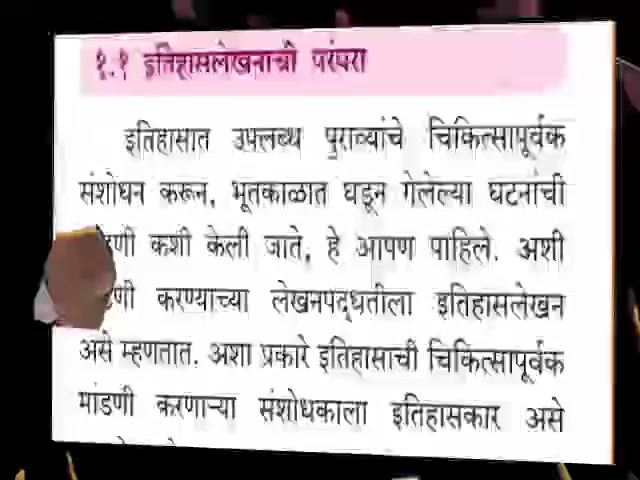 १.१ इतिहासलेखनाची परंपरा
इतिहासात उपलब्ध पुराव्यांचे चिकित्सापूर्वक
संशोधन करून, भूतकाळात घडून गेलेल्या घटनांची
कशी केली जाते, हे आपण पाहिले. अशी
करण्याच्या लेखनपद्धतीला इतिहासलेखन
असे म्हणतात. अशा प्रकारे इतिहासाची चिकित्सापूर्वक
मांडणी करणाऱ्या संशोधकाला इतिहासकार असे